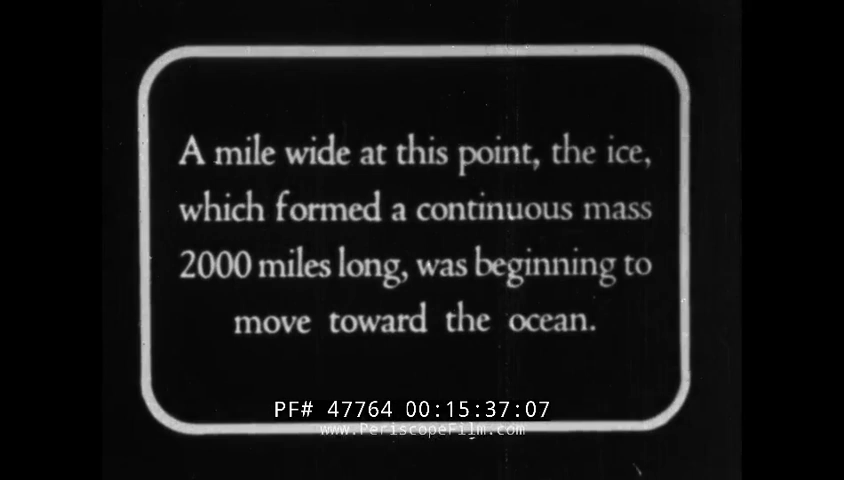 A mile wide at this point, the ice,
which formed a continuous mass
2000 miles long, was beginning to
move toward the ocean.
PF# 47764 00:15:37:07
www.PeriscopeFilm.com